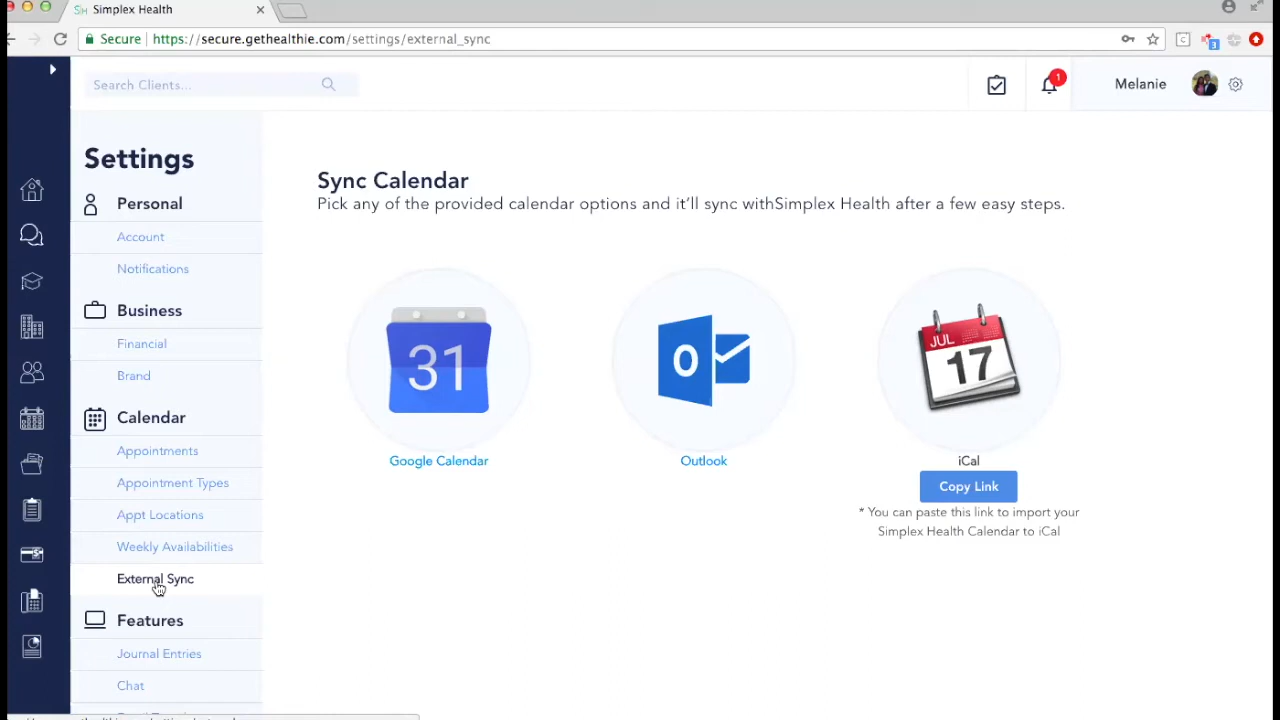 Simplex Health
Secure https://secure.gethealthie.com/settings/external_sync
3
Search Clients...
1
Melanie
Settings
Personal
Account
Notifications
Business
Financial
Brand
Calendar
Appointments
Appointment Types
Appt Locations
Weekly Availabilities
External Sync
Features
Journal Entries
Chat
Sync Calendar
Pick any of the provided calendar options and it'll sync withSimplex Health after a few easy steps.
31
Google Calendar
O
Outlook
JUL
17
iCal
Copy Link
* You can paste this link to import your
Simplex Health Calendar to iCal